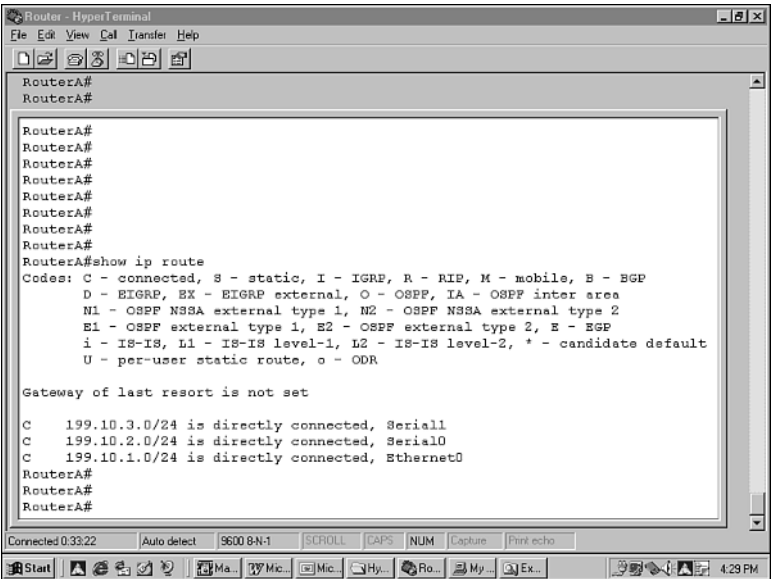 Router - HyperTerminal
File Edit View Call Transfer Help
RouterA#
RouterA#
RouterA#
RouterA#
RouterA#
RouterA#
RouterA#
RouterA#
RouterA#
RouterA#
RouterA#show ip route
Codes: C - connected, S - static, I - IGRP, R - RIP, M - mobile, B - BGP
D - EIGRP, EX - EIGRP external, O - OSPF, IA - OSPF inter area
N1 - OSPF NSSA external type 1, N2 - OSPF NSSA external type 2
E1 - OSPF external type 1, E2 - OSPF external type 2, E - EGP
i - IS-IS, L1 - IS-IS level-1, L2 - IS-IS level-2, * - candidate default
U - per-user static route, o - ODR
Gateway of last resort is not set
C 199.10.3.0/24 is directly connected, Serial1
C 199.10.2.0/24 is directly connected, Serial0
C 199.10.1.0/24 is directly connected, Ethernet0
RouterA#
RouterA#
RouterA#
Connected 0:33:22 Auto detect 9600 8-N-1 SCROLL CAPS NUM Capture Print echo
Start Ma... Mic... Mic... Hy... Ro... My ... Ex... 4:29 PM